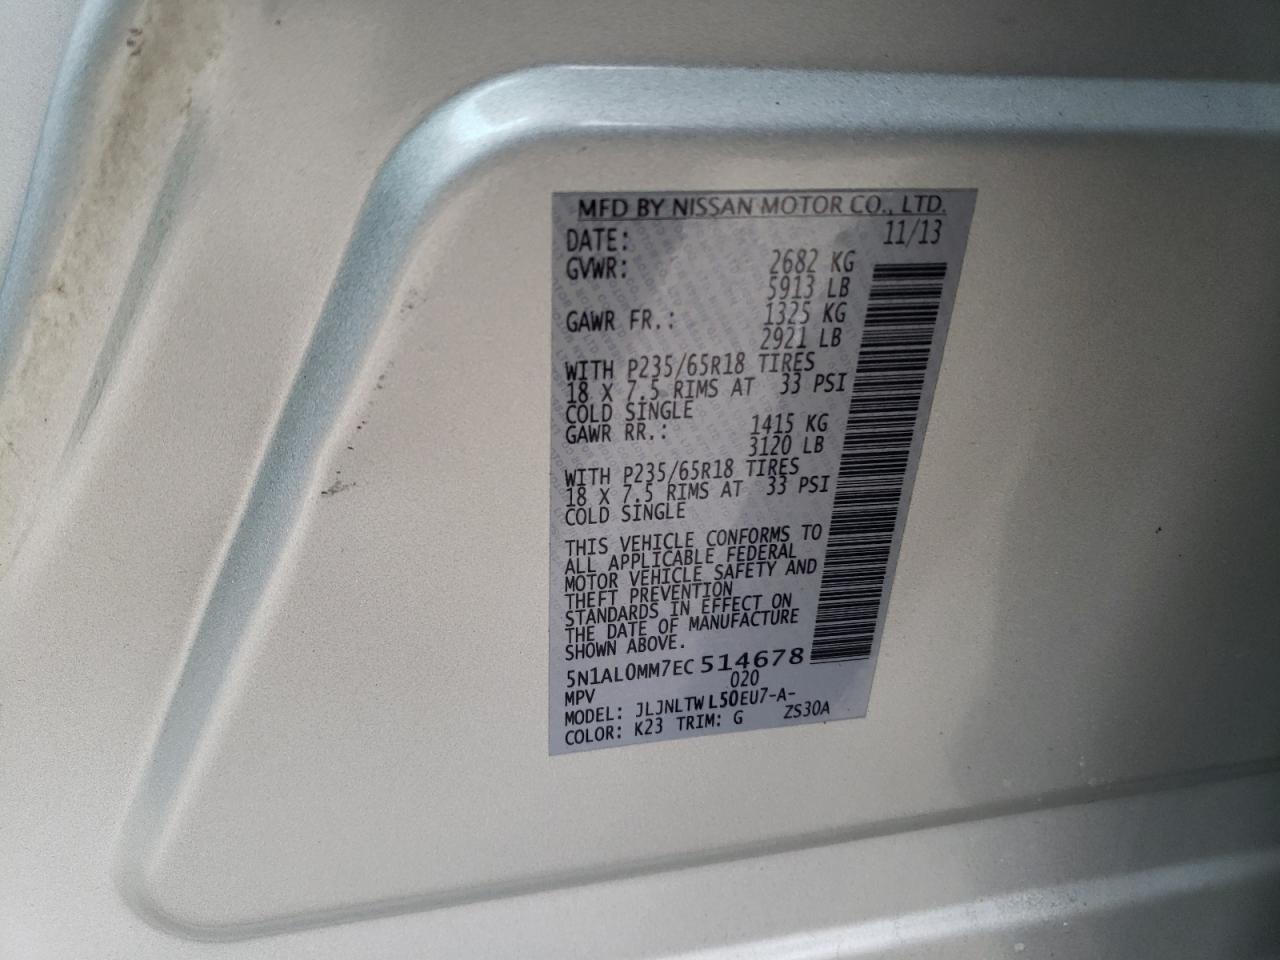 MFD BY NISSAN MOTOR CO., LTD.
DATE: 11/13
GVWR: 2682 KG
5913 LB
GAWR FR.: 1325 KG
2921 LB
WITH P235/65R18 TIRES
18 X 7.5 RIMS AT 33 PSI
COLD SINGLE
GAWR RR.: 1415 KG
3120 LB
WITH P235/65R18 TIRES
18 X 7.5 RIMS AT 33 PSI
COLD SINGLE
THIS VEHICLE CONFORMS TO
ALL APPLICABLE FEDERAL
MOTOR VEHICLE SAFETY AND
THEFT PREVENTION
STANDARDS IN EFFECT ON
THE DATE OF MANUFACTURE
SHOWN ABOVE.
5N1AL0MM7EC514678
MPV 020
MODEL: JLJNLTWL50EU7-A-
COLOR: K23 TRIM: G ZS30A